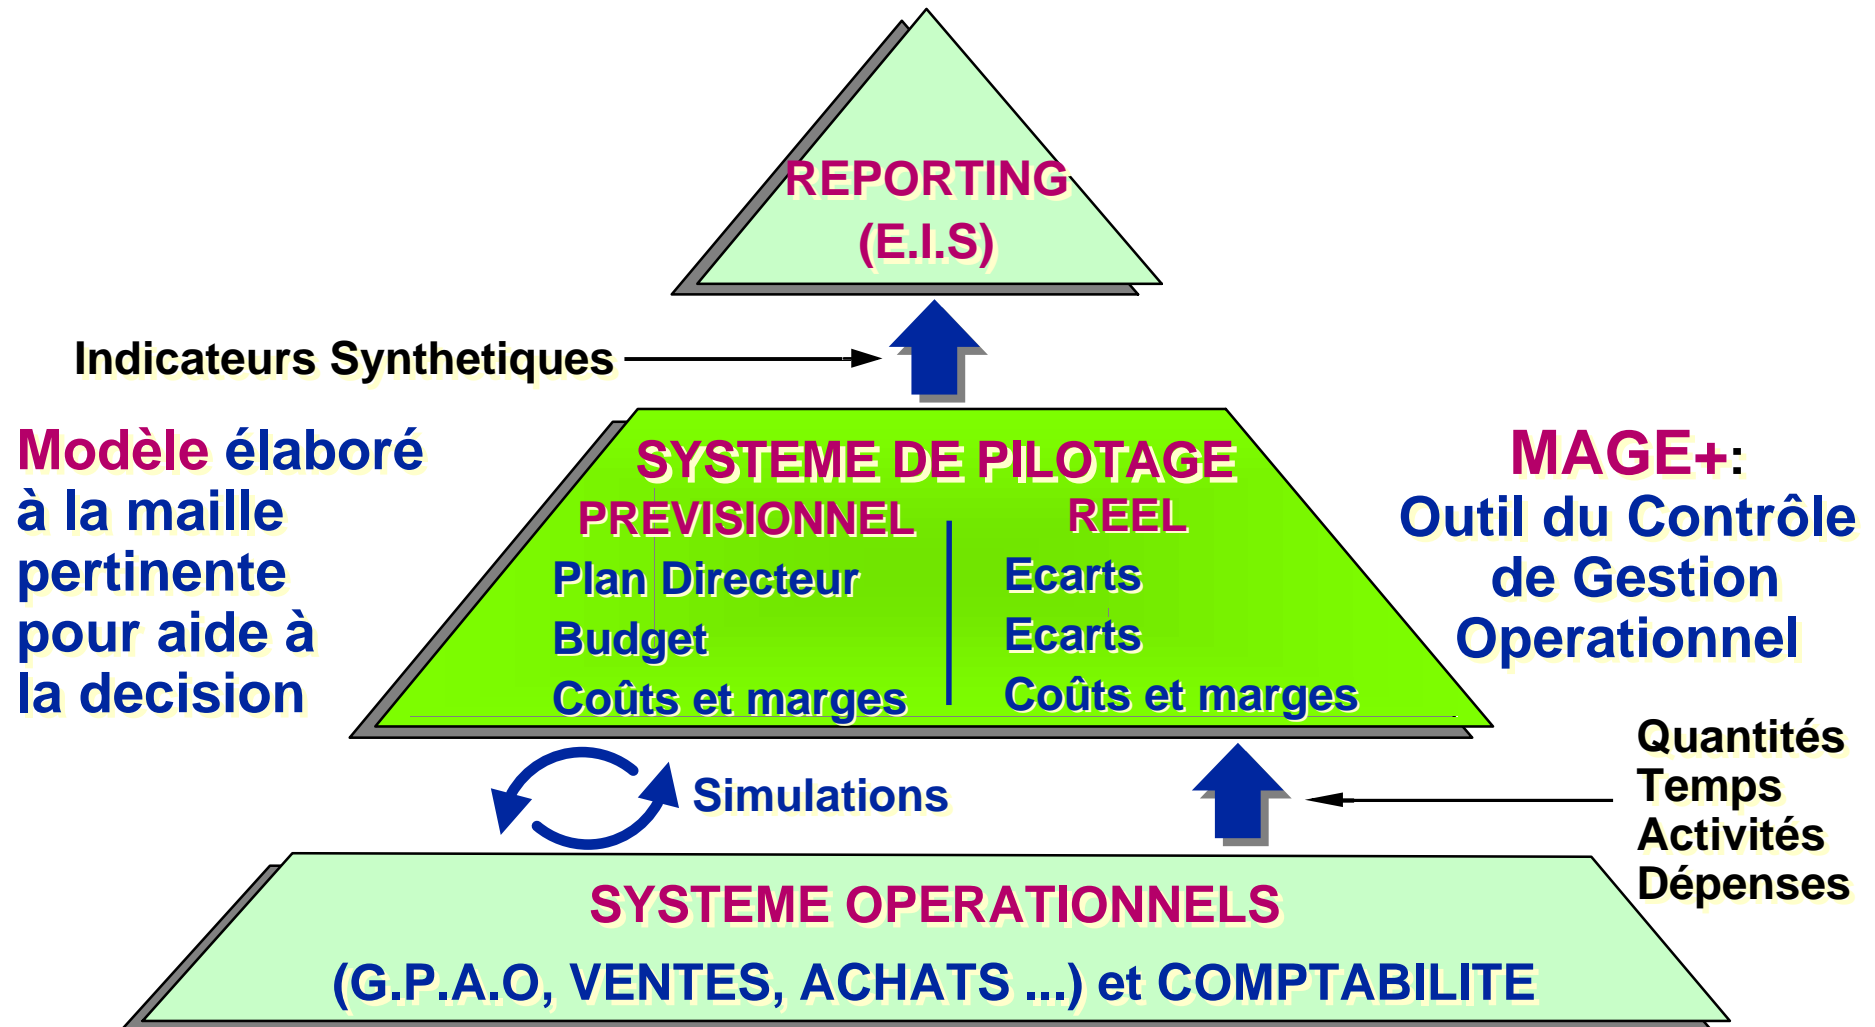 REPORTING
(E.I.S)
Indicateurs Synthetiques
Modèle élaboré
à la maille
pertinente
pour aide à
la decision
SYSTEME DE PILOTAGE
PREVISIONNEL
Plan Directeur
Budget
Coûts et marges
REEL
Ecarts
Ecarts
Coûts et marges
MAGE+:
Outil du Contrôle
de Gestion
Operationnel
Simulations
Quantités
Temps
Activités
Dépenses
SYSTEME OPERATIONNELS
(G.P.A.O, VENTES, ACHATS ...) et COMPTABILITE